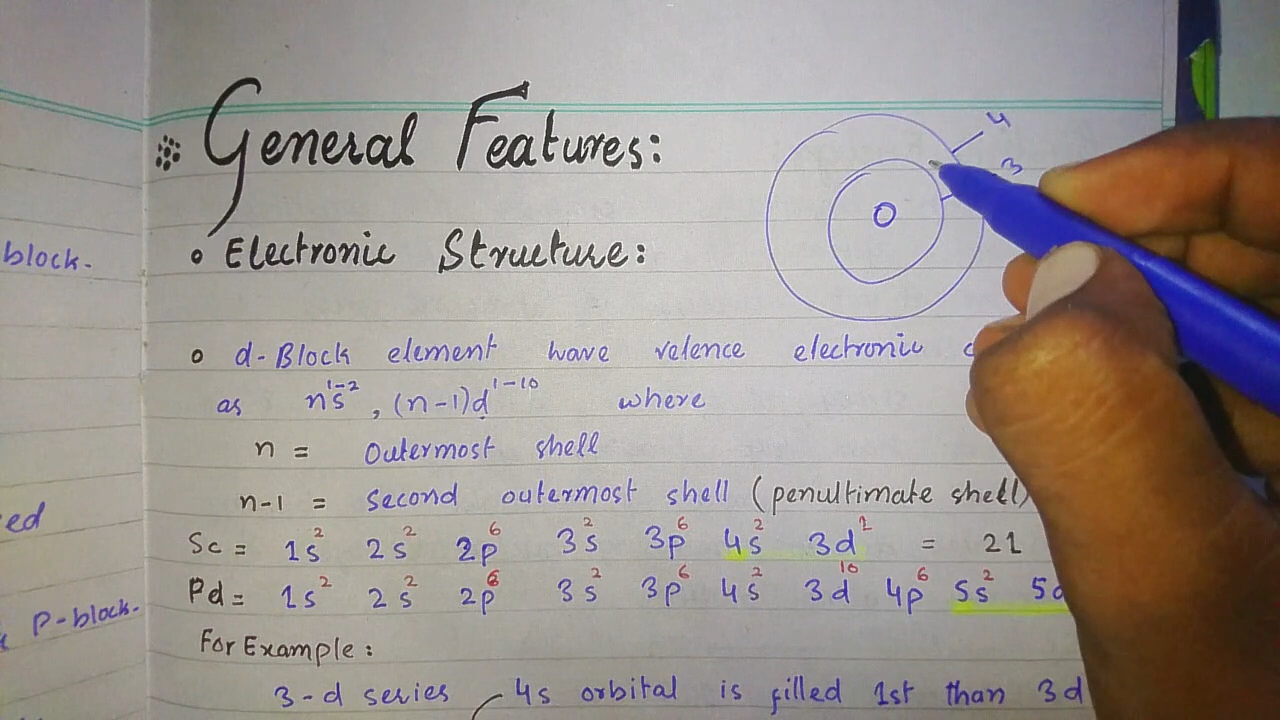 General Features:
4
3
block.
Electronic Structure:
d-Block element have valence electronic
as ns¹⁻², (n-1)d¹⁻¹⁰ where
n = Outermost shell
n-1 = second outermost shell (penultimate shell)
ed
Sc = 1s² 2s² 2p⁶ 3s² 3p⁶ 4s² 3d¹ = 21
Pd = 1s² 2s² 2p⁶ 3s² 3p⁶ 4s² 3d¹⁰ 4p⁶ 5s² 5d
P-block.
For Example:
3-d series 4s orbital is filled 1st than 3d